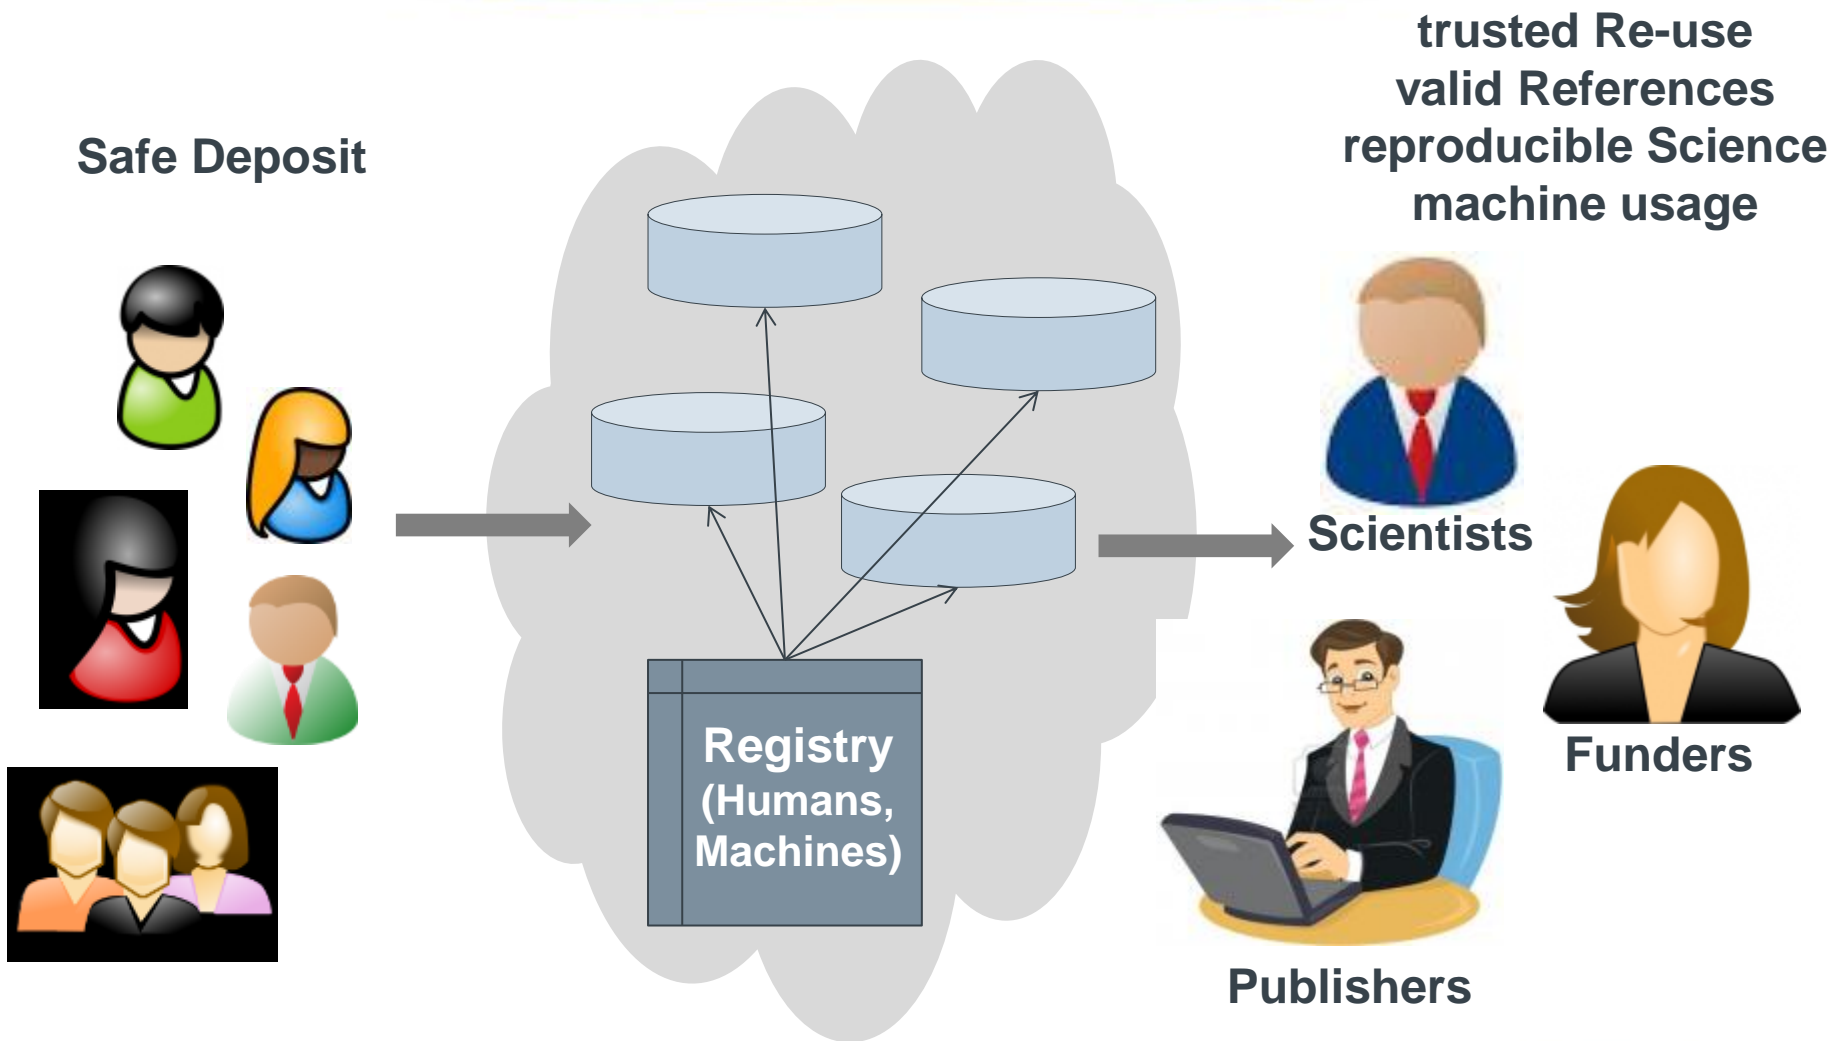 Safe Deposit
trusted Re-use
valid References
reproducible Science
machine usage
Registry
(Humans,
Machines)
Scientists
Funders
Publishers